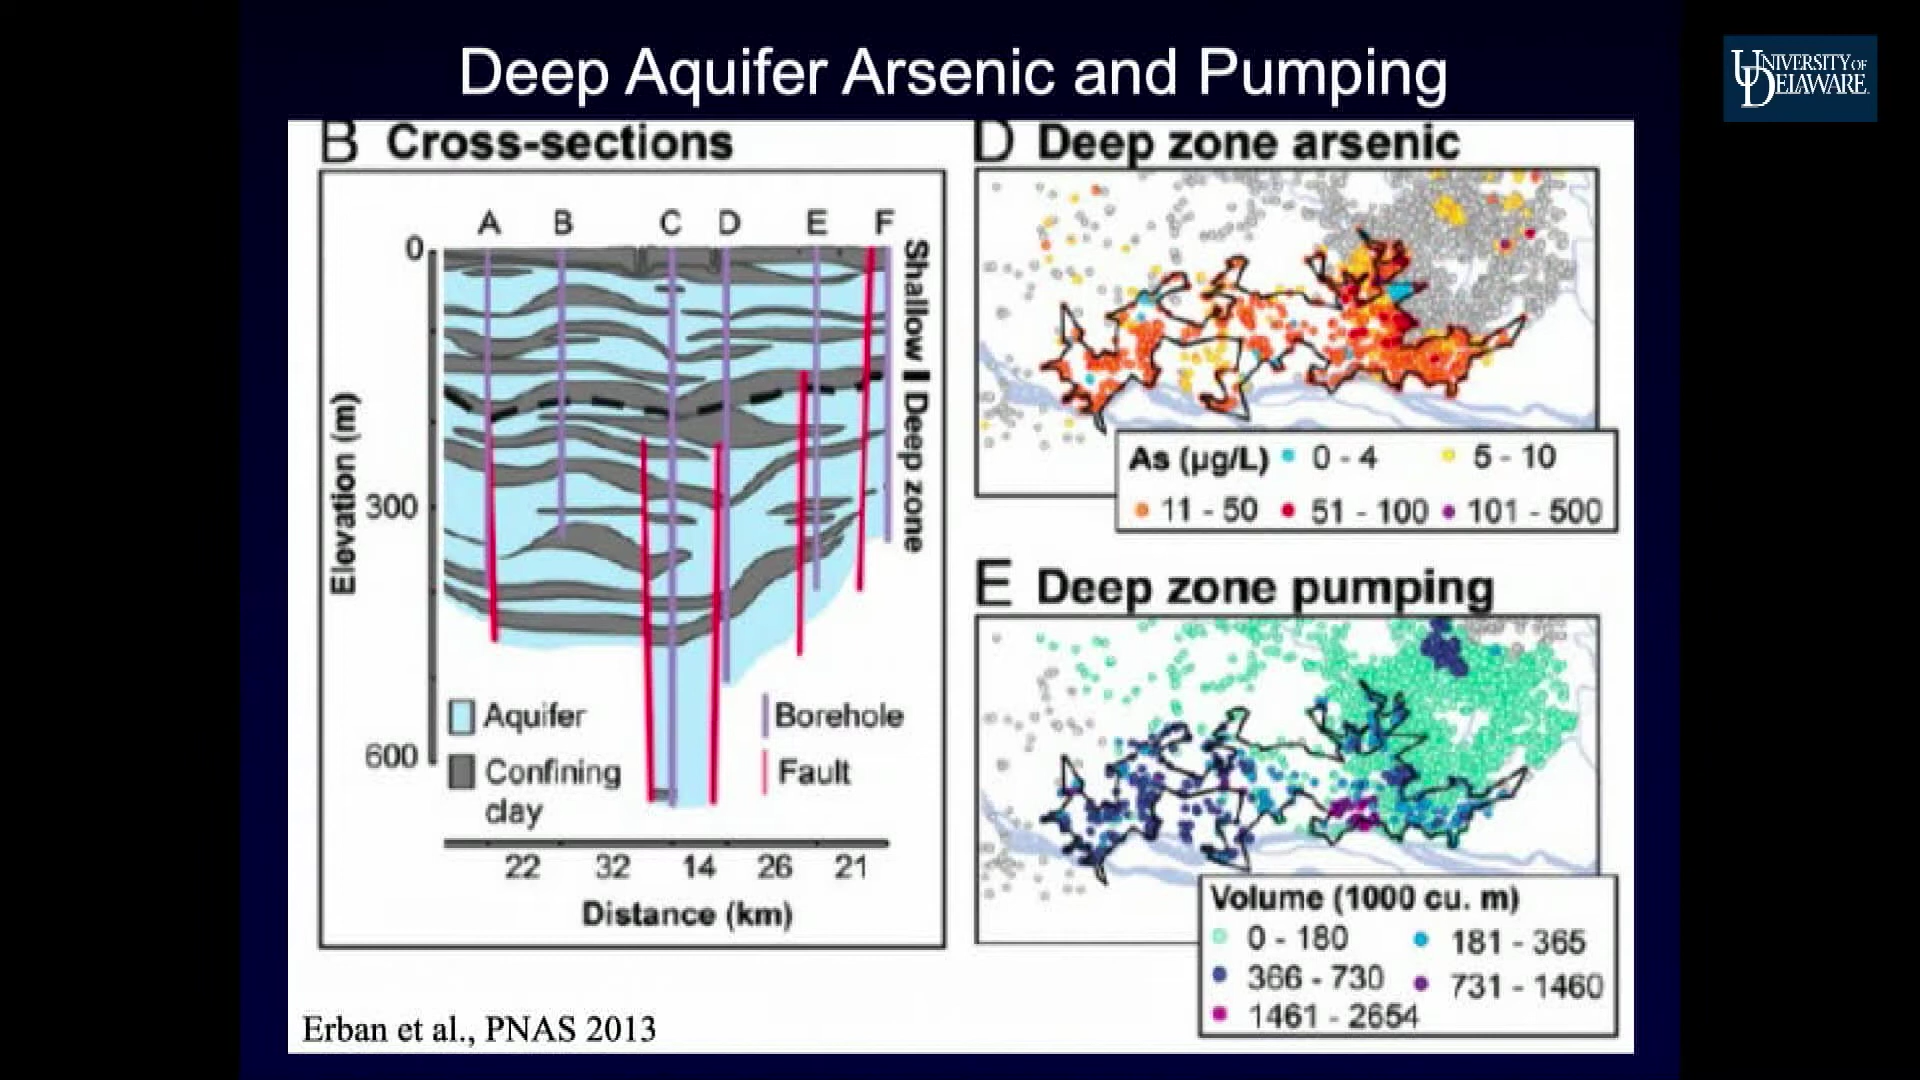 Deep Aquifer Arsenic and Pumping
UNIVERSITY OF
DELAWARE
B Cross-sections
A B C D E F
0
300
600
Elevation (m)
Shallow
Deep zone
Aquifer
Confining
clay
Borehole
Fault
22 32 14 26 21
Distance (km)
D Deep zone arsenic
As (µg/L) 0 - 4 5 - 10
11 - 50 51 - 100 101 - 500
E Deep zone pumping
Volume (1000 cu. m)
0 - 180 181 - 365
366 - 730 731 - 1460
1461 - 2654
Erban et al., PNAS 2013